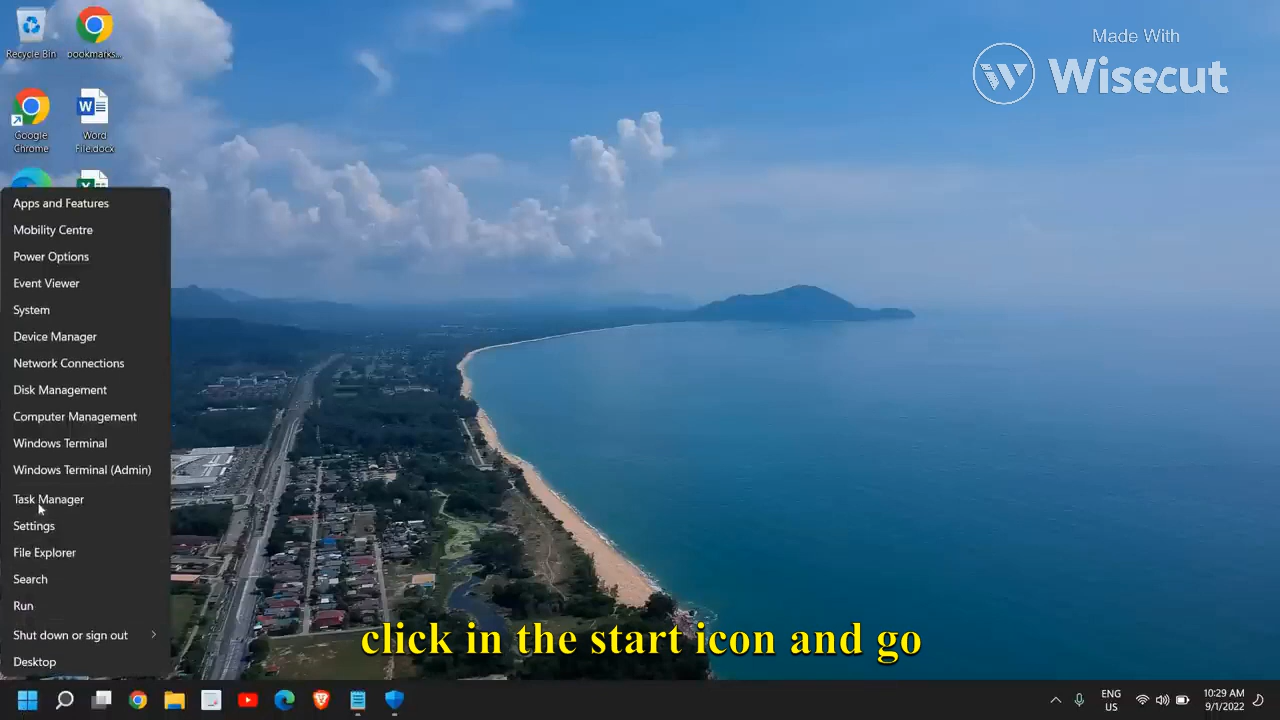 Recycle Bin
bookmarks...
Made With
Wisecut
Google
Chrome
Word
File.docx
Apps and Features
Mobility Centre
Power Options
Event Viewer
System
Device Manager
Network Connections
Disk Management
Computer Management
Windows Terminal
Windows Terminal (Admin)
Task Manager
Settings
File Explorer
Search
Run
Shut down or sign out
Desktop
click in the start icon and go
ENG
US
10:29 AM
9/1/2022